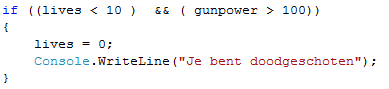 if ((lives < 10 )  && ( gunpower > 100))
{
    lives = 0;
    Console.WriteLine("Je bent doodgeschoten");
}